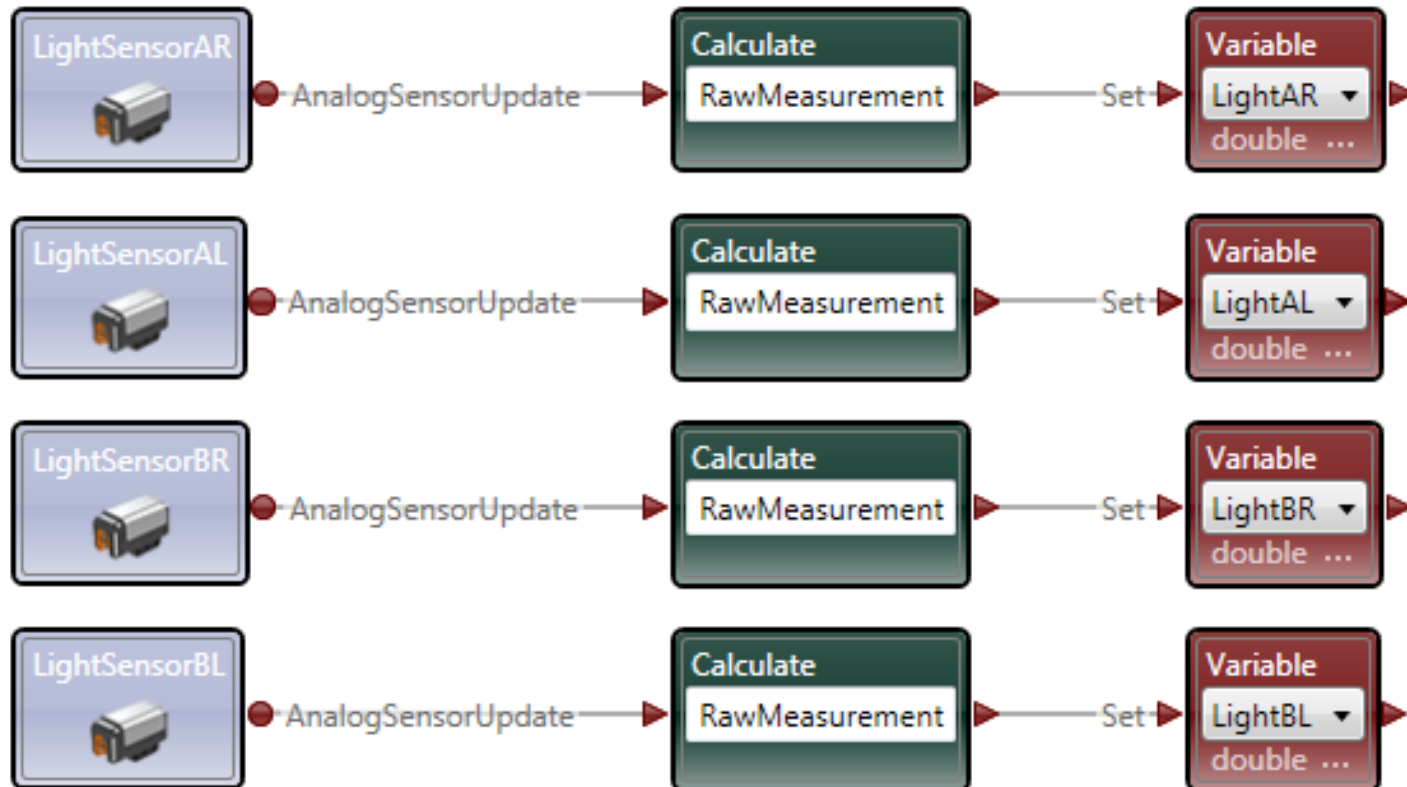 LightSensorAR
AnalogSensorUpdate
Calculate
RawMeasurement
Set
Variable
LightAR
double ...
LightSensorAL
AnalogSensorUpdate
Calculate
RawMeasurement
Set
Variable
LightAL
double ...
LightSensorBR
AnalogSensorUpdate
Calculate
RawMeasurement
Set
Variable
LightBR
double ...
LightSensorBL
AnalogSensorUpdate
Calculate
RawMeasurement
Set
Variable
LightBL
double ...